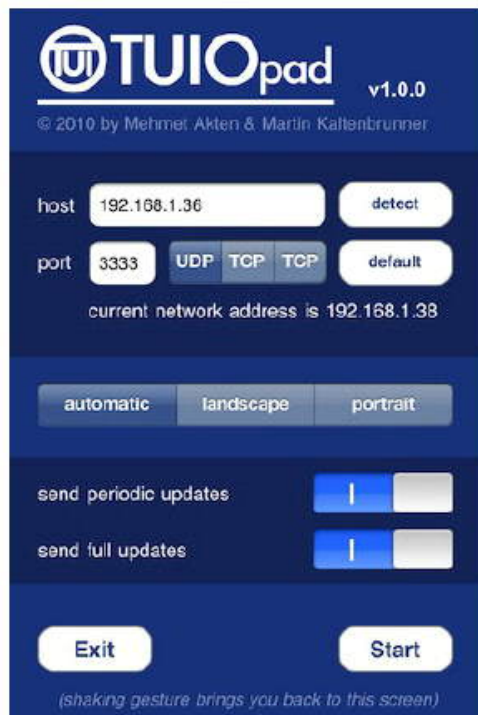 TUI TUIOpad v1.0.0
© 2010 by Mehmet Akten & Martin Kaltenbrunner
host 192.168.1.36 detect
port 3333 UDP TCP TCP default
current network address is 192.168.1.38
automatic landscape portrait
send periodic updates
send full updates
Exit Start
(shaking gesture brings you back to this screen)